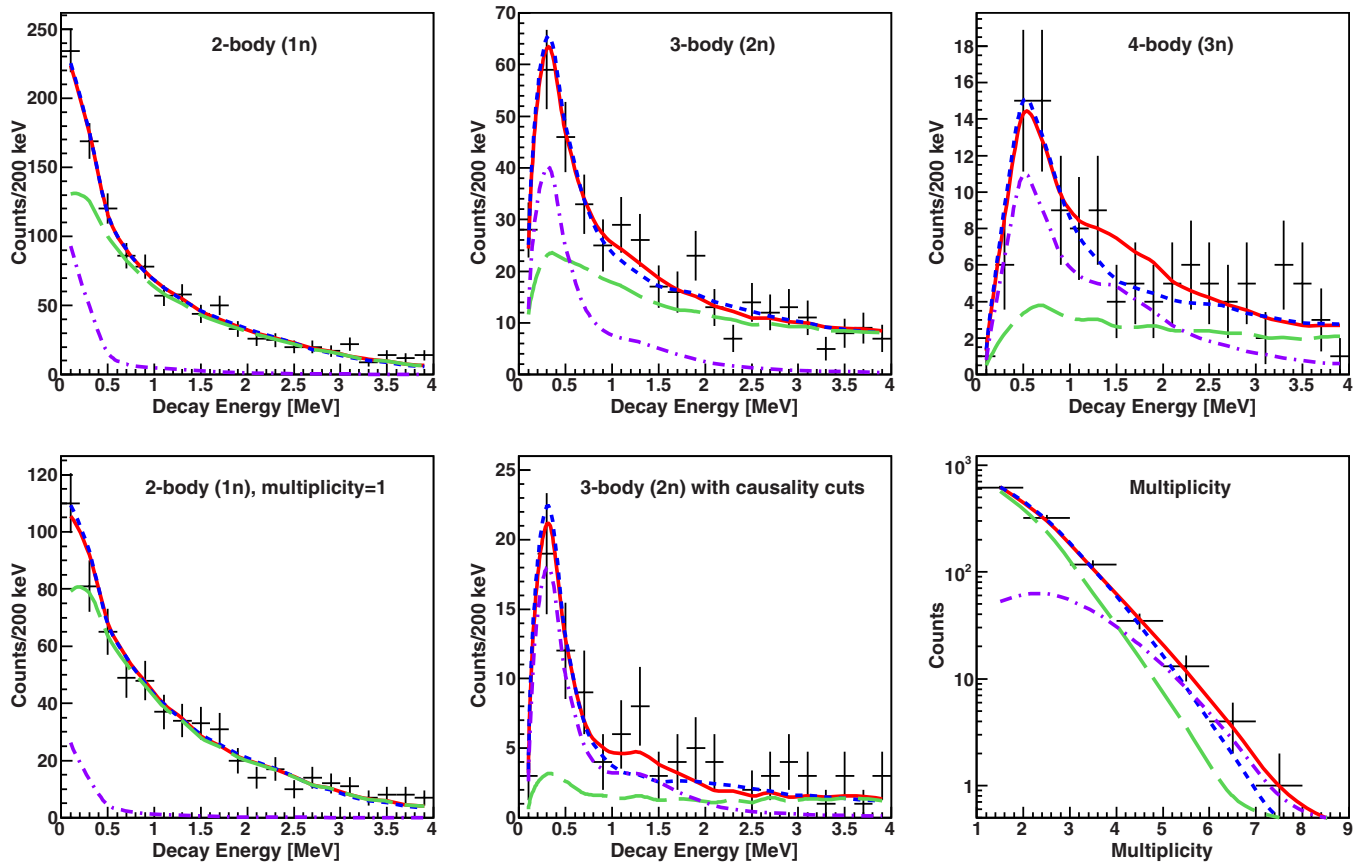 2-body (1n)
Counts/200 keV
250
200
150
100
50
0
0 0.5 1 1.5 2 2.5 3 3.5 4
Decay Energy [MeV]
3-body (2n)
Counts/200 keV
70
60
50
40
30
20
10
0
0 0.5 1 1.5 2 2.5 3 3.5 4
Decay Energy [MeV]
4-body (3n)
Counts/200 keV
18
16
14
12
10
8
6
4
2
0
0 0.5 1 1.5 2 2.5 3 3.5 4
Decay Energy [MeV]
2-body (1n), multiplicity=1
Counts/200 keV
120
100
80
60
40
20
0
0 0.5 1 1.5 2 2.5 3 3.5 4
Decay Energy [MeV]
3-body (2n) with causality cuts
Counts/200 keV
25
20
15
10
5
0
0 0.5 1 1.5 2 2.5 3 3.5 4
Decay Energy [MeV]
Multiplicity
Counts
10³
10²
10
1
1 2 3 4 5 6 7 8 9
Multiplicity